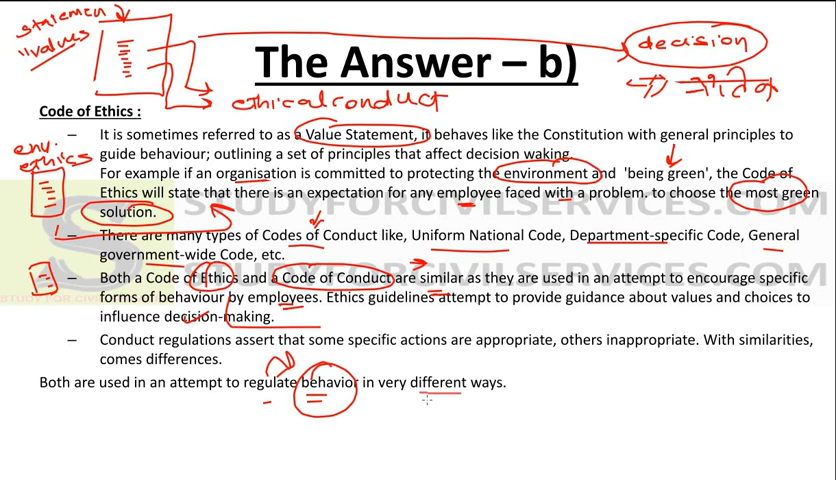 statemen
values
decision
The Answer – b)
नैतिक
ethical conduct
Code of Ethics :
– It is sometimes referred to as a Value Statement, it behaves like the Constitution with general principles to
guide behaviour; outlining a set of principles that affect decision waking.
env.
ethics
For example if an organisation is committed to protecting the environment and 'being green', the Code of
Ethics will state that there is an expectation for any employee faced with a problem, to choose the most green
solution.
STUDYFORCIVILSERVICES.COM
– There are many types of Codes of Conduct like, Uniform National Code, Department-specific Code, General
government-wide Code, etc.
STUDYFORCIVILSERVICES.COM
– Both a Code of Ethics and a Code of Conduct are similar as they are used in an attempt to encourage specific
forms of behaviour by employees. Ethics guidelines attempt to provide guidance about values and choices to
influence decision-making.
– Conduct regulations assert that some specific actions are appropriate, others inappropriate. With similarities,
comes differences.
Both are used in an attempt to regulate behavior in very different ways.